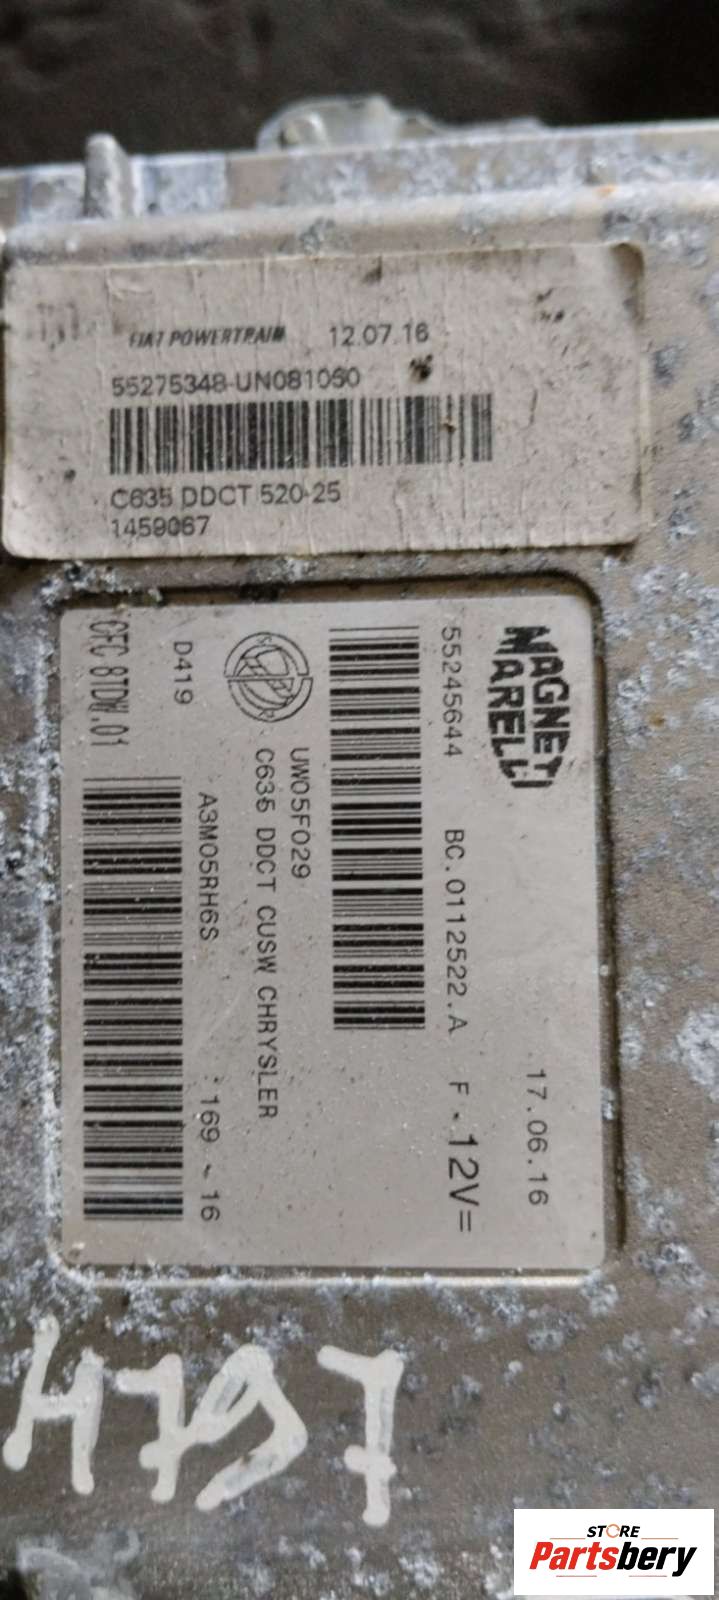 FIAT POWERTRAIN 12.07.16
55275348-UN081060
C635 DDCT 520-25
1459067
MAGNETI
MARELLI
17.06.16
55245644 BC.0112522.A F 12V=
UW05F029
C635 DDCT CUSW CHRYSLER
D419 A3M05RH6S 169-16
CFC 8TDW.01
STORE
Partsbery